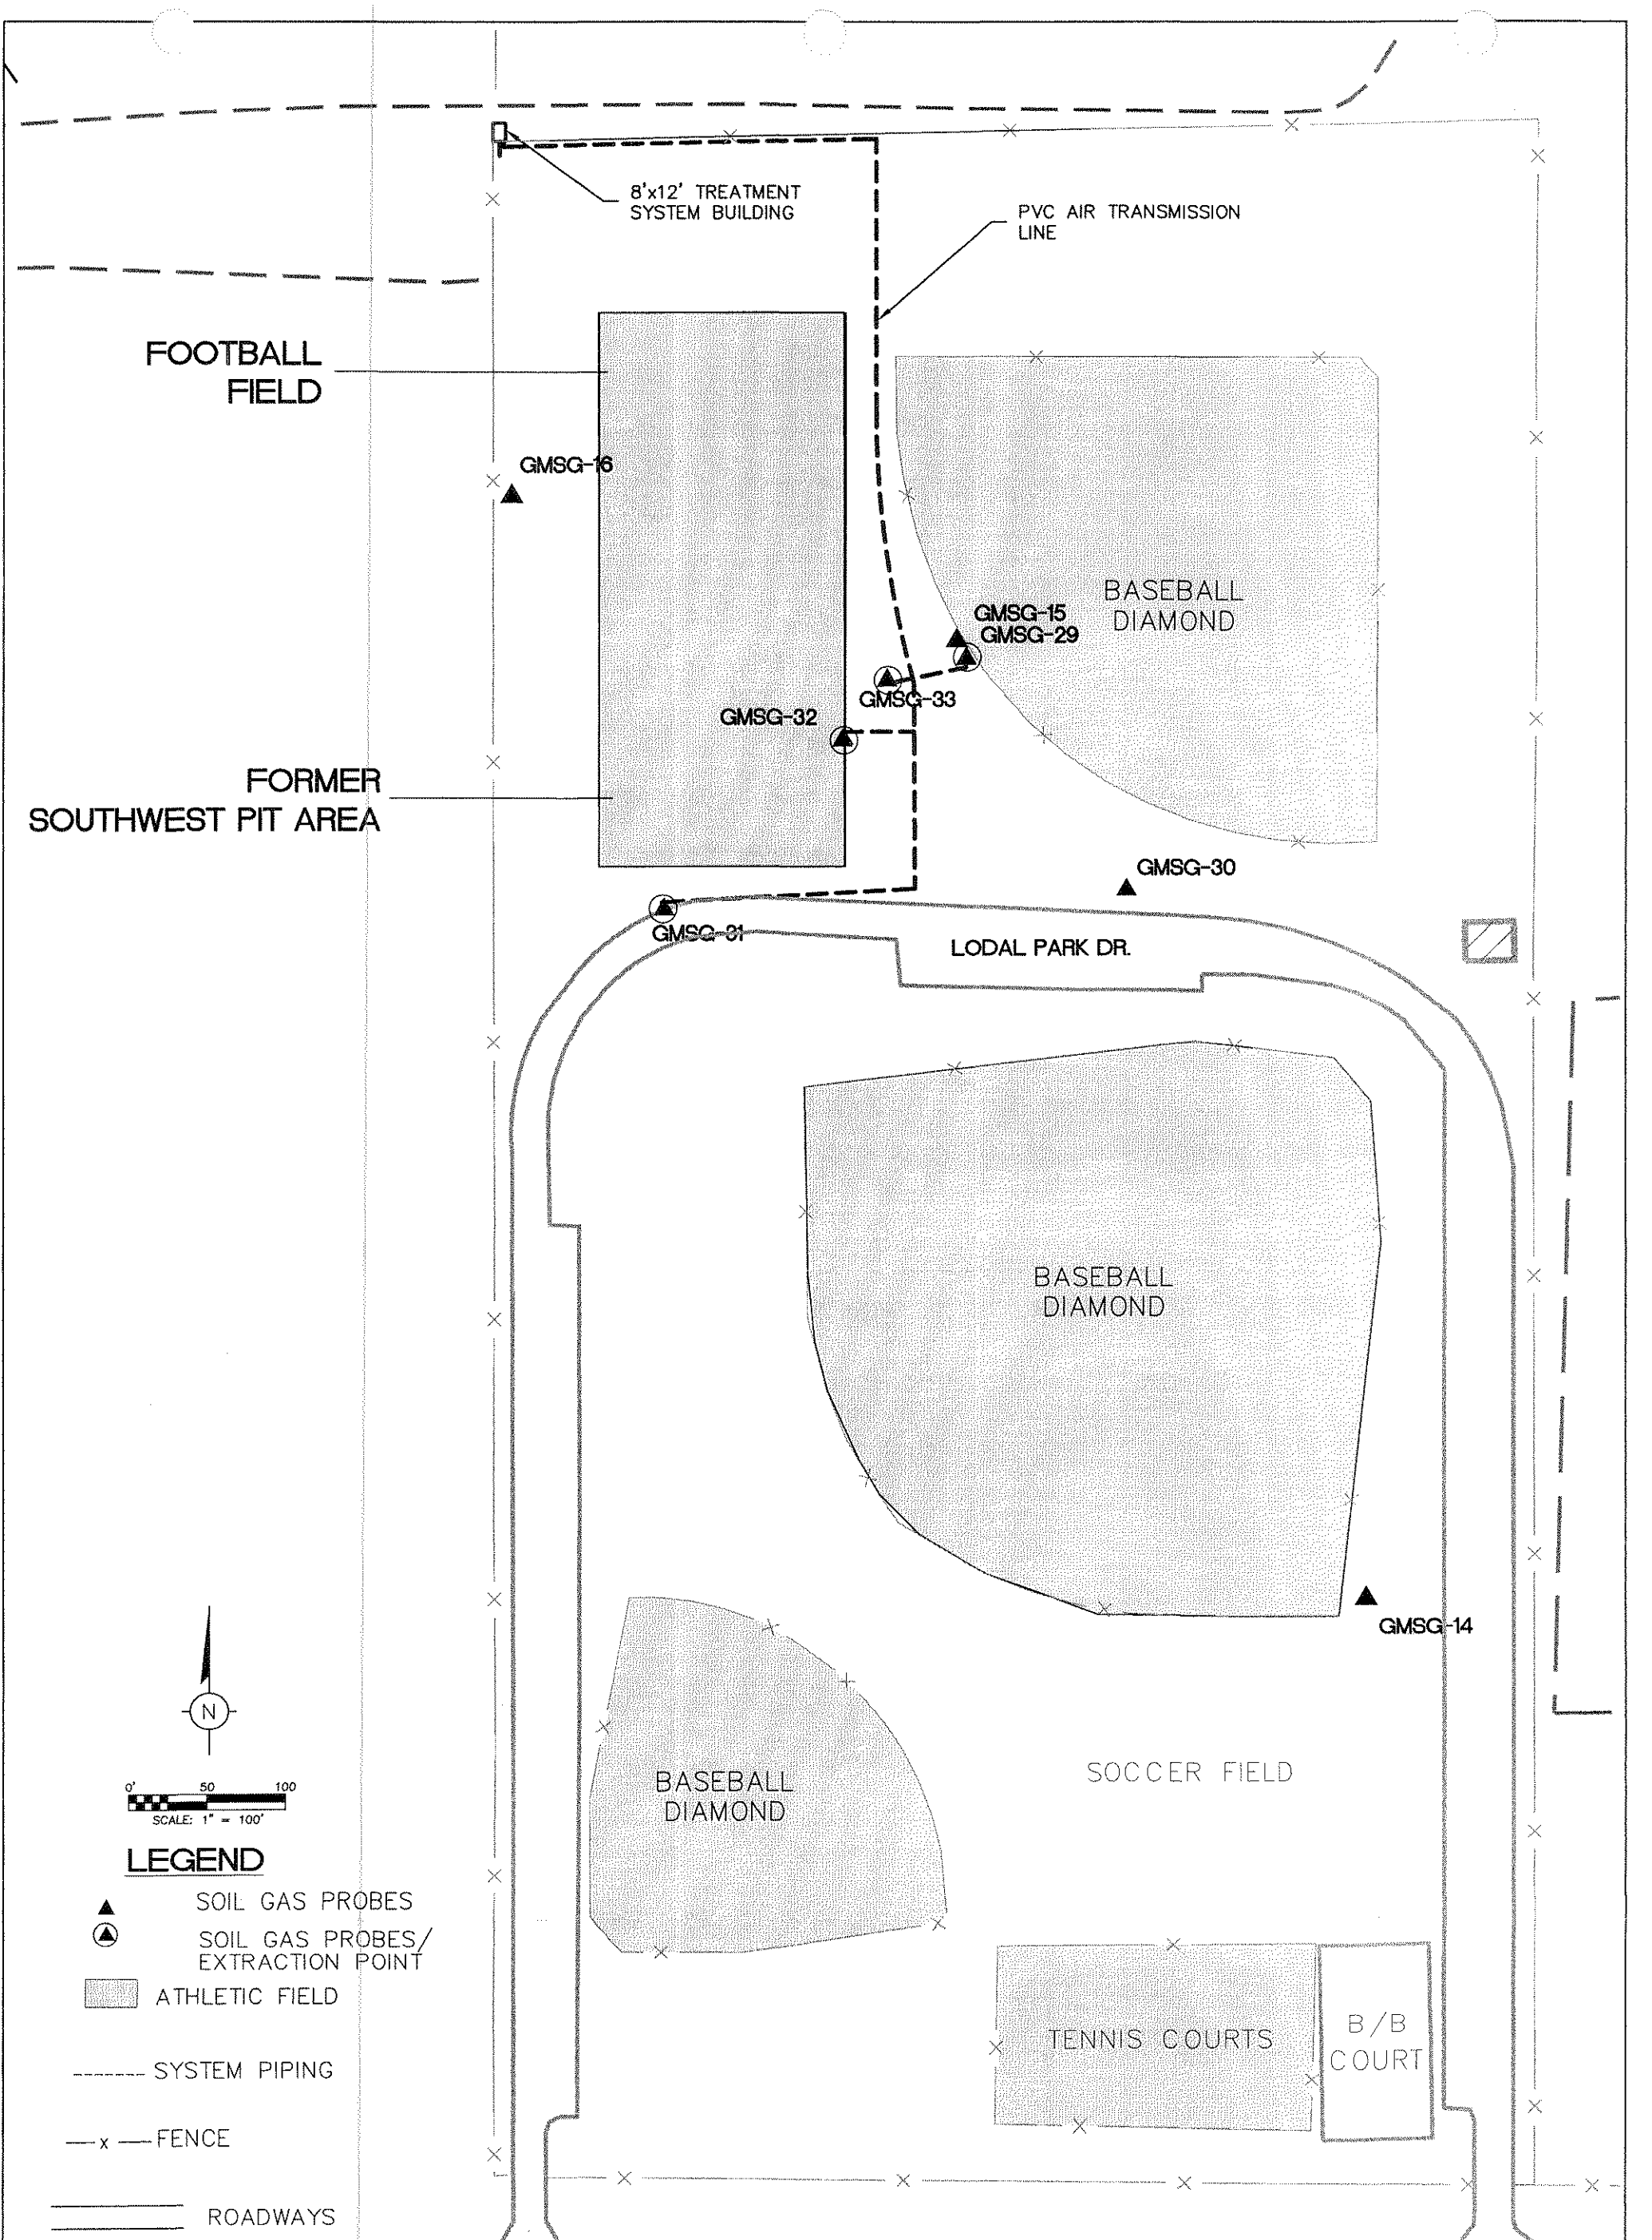 8'x12' TREATMENT
SYSTEM BUILDING
PVC AIR TRANSMISSION
LINE
FOOTBALL
FIELD
GMSG-16
BASEBALL
DIAMOND
GMSG-15
GMSG-29
GMSG-33
GMSG-32
FORMER
SOUTHWEST PIT AREA
GMSG-30
GMSG-31
LODAL PARK DR.
BASEBALL
DIAMOND
GMSG-14
N
SOCCER FIELD
BASEBALL
DIAMOND
0' 50 100
SCALE: 1" = 100'
LEGEND
SOIL GAS PROBES
SOIL GAS PROBES/
EXTRACTION POINT
ATHLETIC FIELD
SYSTEM PIPING
x FENCE
ROADWAYS
TENNIS COURTS
B/B
COURT